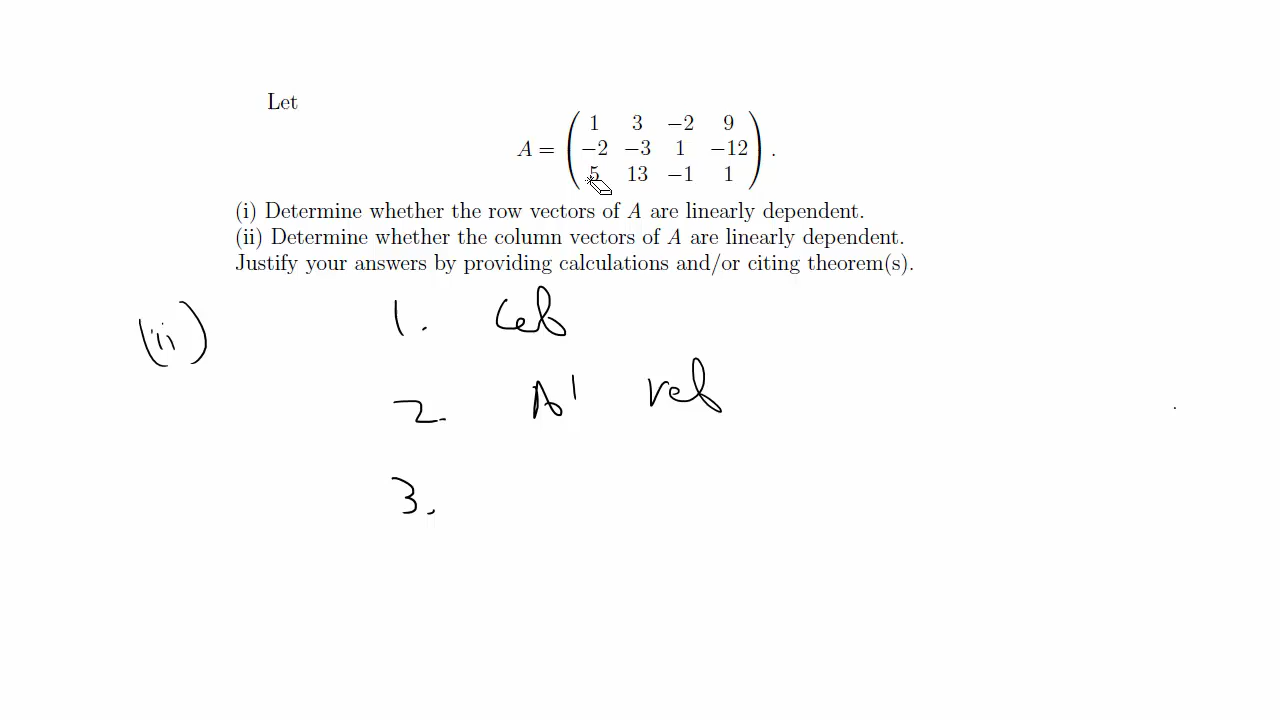 Let
A = ( 1 3 −2 9
−2 −3 1 −12
5 13 −1 1 ) .
(i) Determine whether the row vectors of A are linearly dependent.
(ii) Determine whether the column vectors of A are linearly dependent.
Justify your answers by providing calculations and/or citing theorem(s).
(ii) 1. cef
2. A' ref
3.